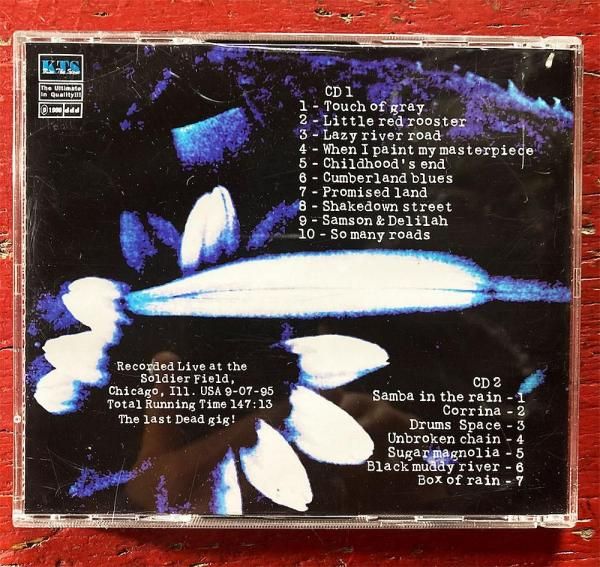 KTS
The Ultimate
in Quality!!!
CD 1
1 - Touch of gray
2 - Little red rooster
3 - Lazy river road
4 - When I paint my masterpiece
5 - Childhood's end
6 - Cumberland blues
7 - Promised land
8 - Shakedown street
9 - Samson & Delilah
10 - So many roads
Recorded Live at the
Soldier Field,
Chicago, Ill. USA 9-07-95
Total Running Time 147:13
The last Dead gig!
CD 2
Samba in the rain - 1
Corrina - 2
Drums Space - 3
Unbroken chain - 4
Sugar magnolia - 5
Black muddy river - 6
Box of rain - 7